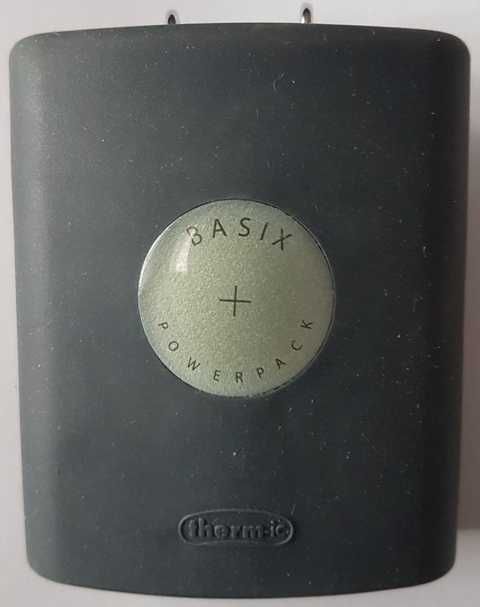 BASIX
+
POWERPACK
therm-ic